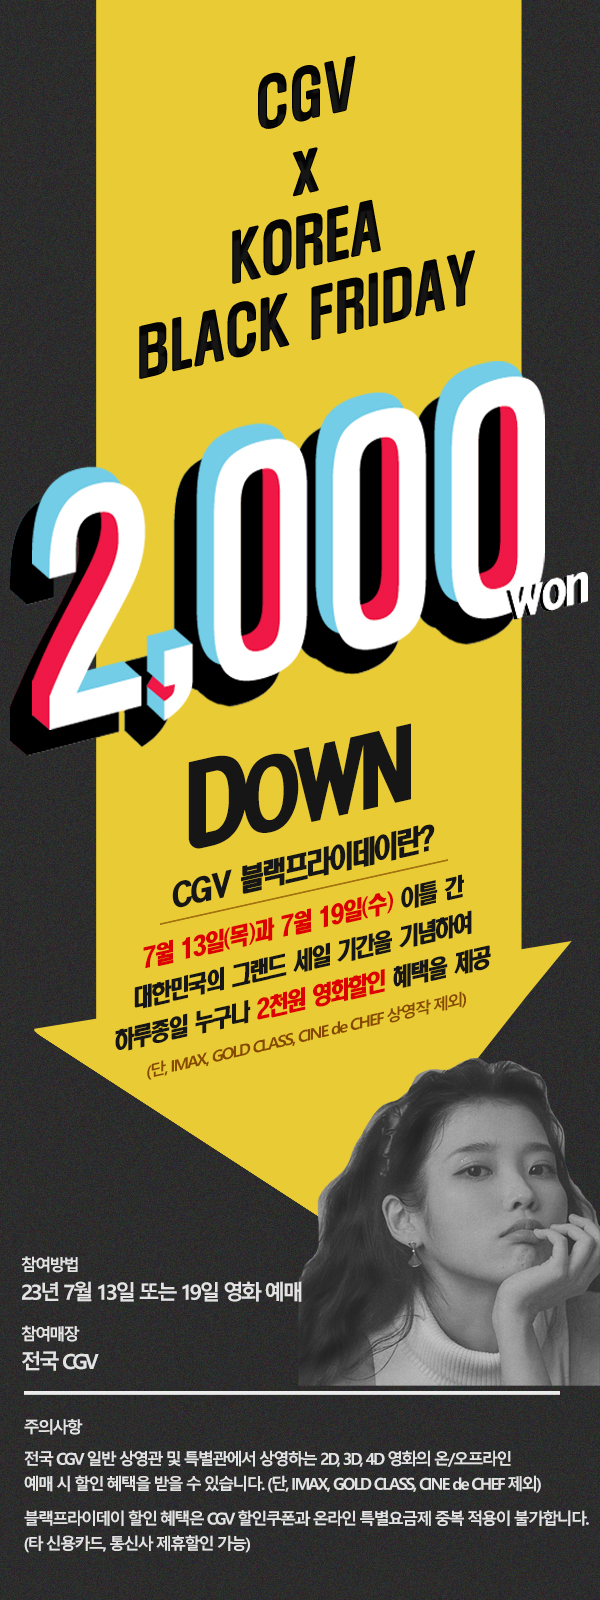 CGV
x
KOREA
BLACK FRIDAY
2,000
won
DOWN
CGV 블랙프라이데이란?
7월 13일(목)과 7월 19일(수) 이틀 간
대한민국의 그랜드 세일 기간을 기념하여
하루종일 누구나 2천원 영화할인 혜택을 제공
(단, IMAX, GOLD CLASS, CINE de CHEF 상영작 제외)
참여방법
23년 7월 13일 또는 19일 영화 예매
참여매장
전국 CGV
주의사항
전국 CGV 일반 상영관 및 특별관에서 상영하는 2D, 3D, 4D 영화의 온/오프라인
예매 시 할인 혜택을 받을 수 있습니다. (단, IMAX, GOLD CLASS, CINE de CHEF 제외)
블랙프라이데이 할인 혜택은 CGV 할인쿠폰과 온라인 특별요금제 중복 적용이 불가합니다.
(타 신용카드, 통신사 제휴할인 가능)